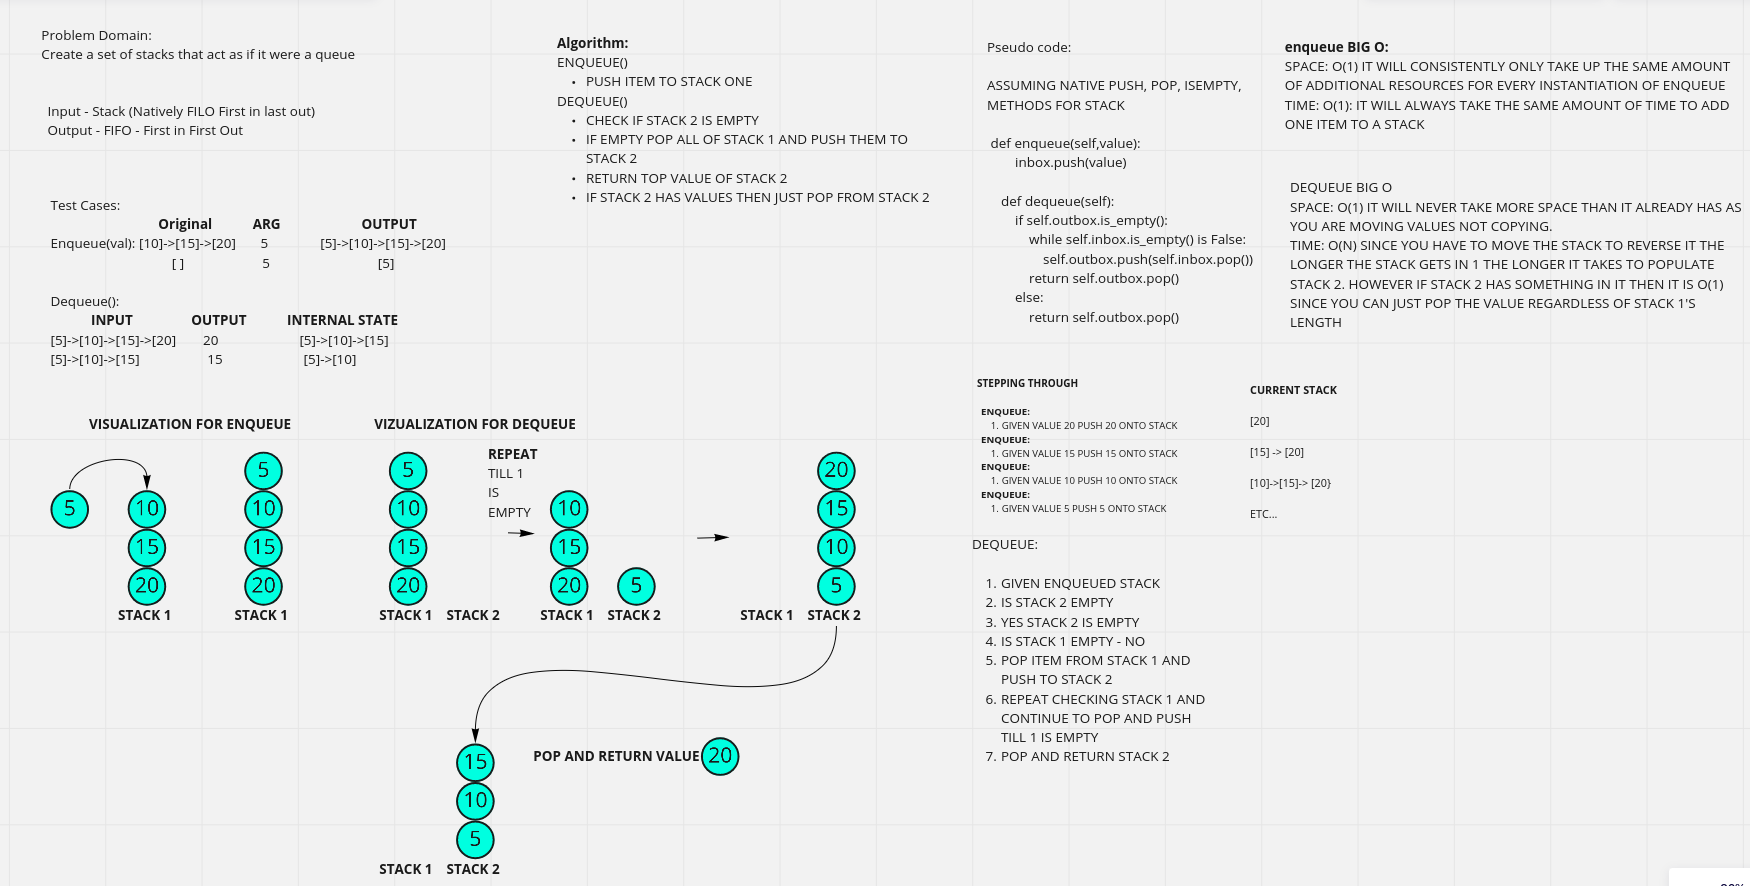 Problem Domain:
Create a set of stacks that act as if it were a queue
Input - Stack (Natively FILO First in last out)
Output - FIFO - First in First Out
Test Cases:
Original ARG OUTPUT
Enqueue(val): [10]->[15]->[20] 5 [5]->[10]->[15]->[20]
[ ] 5 [5]
Dequeue():
INPUT OUTPUT INTERNAL STATE
[5]->[10]->[15]->[20] 20 [5]->[10]->[15]
[5]->[10]->[15] 15 [5]->[10]
Algorithm:
ENQUEUE()
• PUSH ITEM TO STACK ONE
DEQUEUE()
• CHECK IF STACK 2 IS EMPTY
• IF EMPTY POP ALL OF STACK 1 AND PUSH THEM TO
STACK 2
• RETURN TOP VALUE OF STACK 2
• IF STACK 2 HAS VALUES THEN JUST POP FROM STACK 2
Pseudo code:
ASSUMING NATIVE PUSH, POP, ISEMPTY,
METHODS FOR STACK
def enqueue(self,value):
inbox.push(value)
def dequeue(self):
if self.outbox.is_empty():
while self.inbox.is_empty() is False:
self.outbox.push(self.inbox.pop())
return self.outbox.pop()
else:
return self.outbox.pop()
enqueue BIG O:
SPACE: O(1) IT WILL CONSISTENTLY ONLY TAKE UP THE SAME AMOUNT
OF ADDITIONAL RESOURCES FOR EVERY INSTANTIATION OF ENQUEUE
TIME: O(1): IT WILL ALWAYS TAKE THE SAME AMOUNT OF TIME TO ADD
ONE ITEM TO A STACK
DEQUEUE BIG O
SPACE: O(1) IT WILL NEVER TAKE MORE SPACE THAN IT ALREADY HAS AS
YOU ARE MOVING VALUES NOT COPYING.
TIME: O(N) SINCE YOU HAVE TO MOVE THE STACK TO REVERSE IT THE
LONGER THE STACK GETS IN 1 THE LONGER IT TAKES TO POPULATE
STACK 2. HOWEVER IF STACK 2 HAS SOMETHING IN IT THEN IT IS O(1)
SINCE YOU CAN JUST POP THE VALUE REGARDLESS OF STACK 1'S
LENGTH
VISUALIZATION FOR ENQUEUE
5
10
15
20
STACK 1
5
10
15
20
STACK 1
VIZUALIZATION FOR DEQUEUE
5
10
15
20
STACK 1 STACK 2
REPEAT
TILL 1
IS
EMPTY
10
15
20 5
STACK 1 STACK 2
20
15
10
5
STACK 1 STACK 2
15
10
5
STACK 1 STACK 2
POP AND RETURN VALUE 20
STEPPING THROUGH
ENQUEUE:
1. GIVEN VALUE 20 PUSH 20 ONTO STACK
ENQUEUE:
1. GIVEN VALUE 15 PUSH 15 ONTO STACK
ENQUEUE:
1. GIVEN VALUE 10 PUSH 10 ONTO STACK
ENQUEUE:
1. GIVEN VALUE 5 PUSH 5 ONTO STACK
CURRENT STACK
[20]
[15] -> [20]
[10]->[15]-> [20}
ETC...
DEQUEUE:
1. GIVEN ENQUEUED STACK
2. IS STACK 2 EMPTY
3. YES STACK 2 IS EMPTY
4. IS STACK 1 EMPTY - NO
5. POP ITEM FROM STACK 1 AND
PUSH TO STACK 2
6. REPEAT CHECKING STACK 1 AND
CONTINUE TO POP AND PUSH
TILL 1 IS EMPTY
7. POP AND RETURN STACK 2